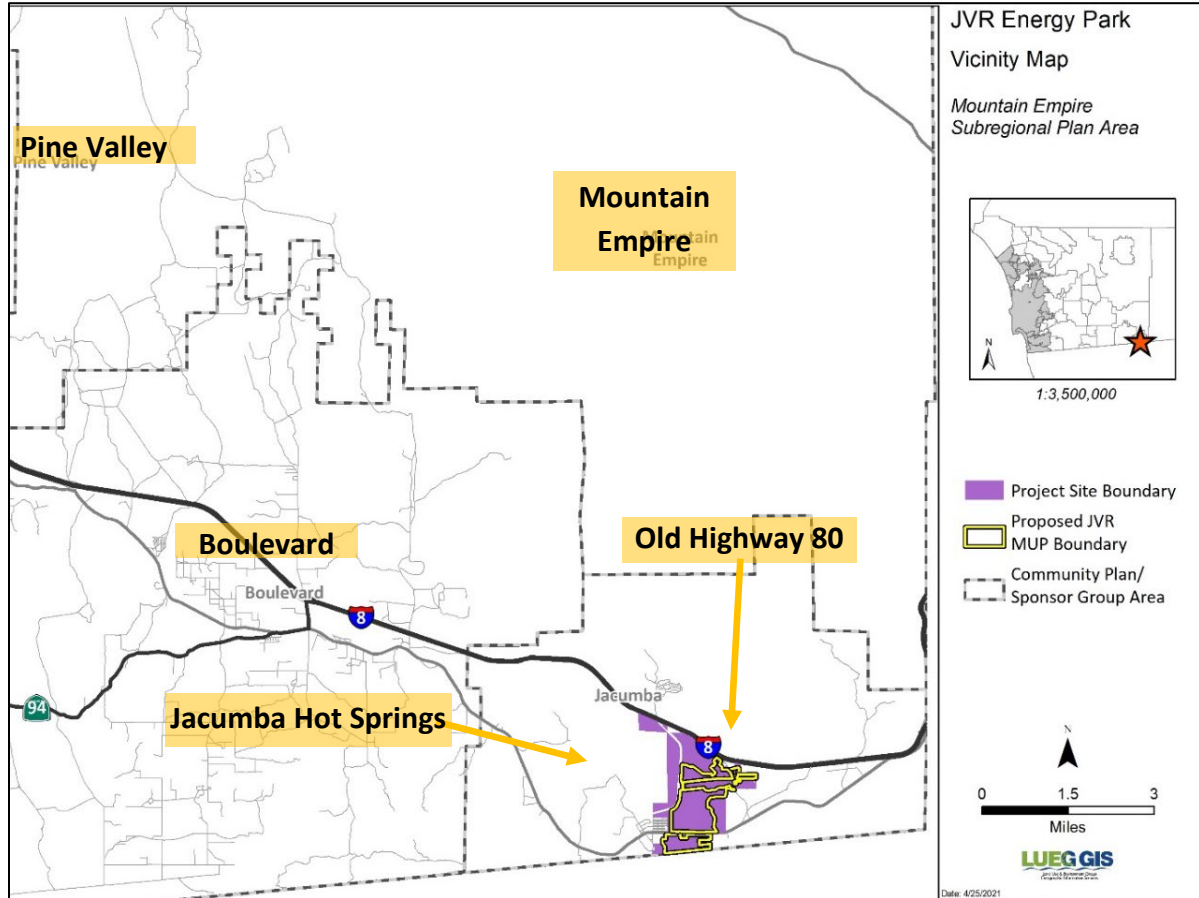 JVR Energy Park
Vicinity Map
Mountain Empire
Subregional Plan Area
N
1:3,500,000
Project Site Boundary
Proposed JVR
MUP Boundary
Community Plan/
Sponsor Group Area
N
0 1.5 3
Miles
LUEG GIS
Date: 4/25/2021
Pine Valley
Pine Valley
Mountain
Empire
Mountain
Empire
Boulevard
Boulevard
8
Old Highway 80
94
Jacumba Hot Springs
Jacumba
8